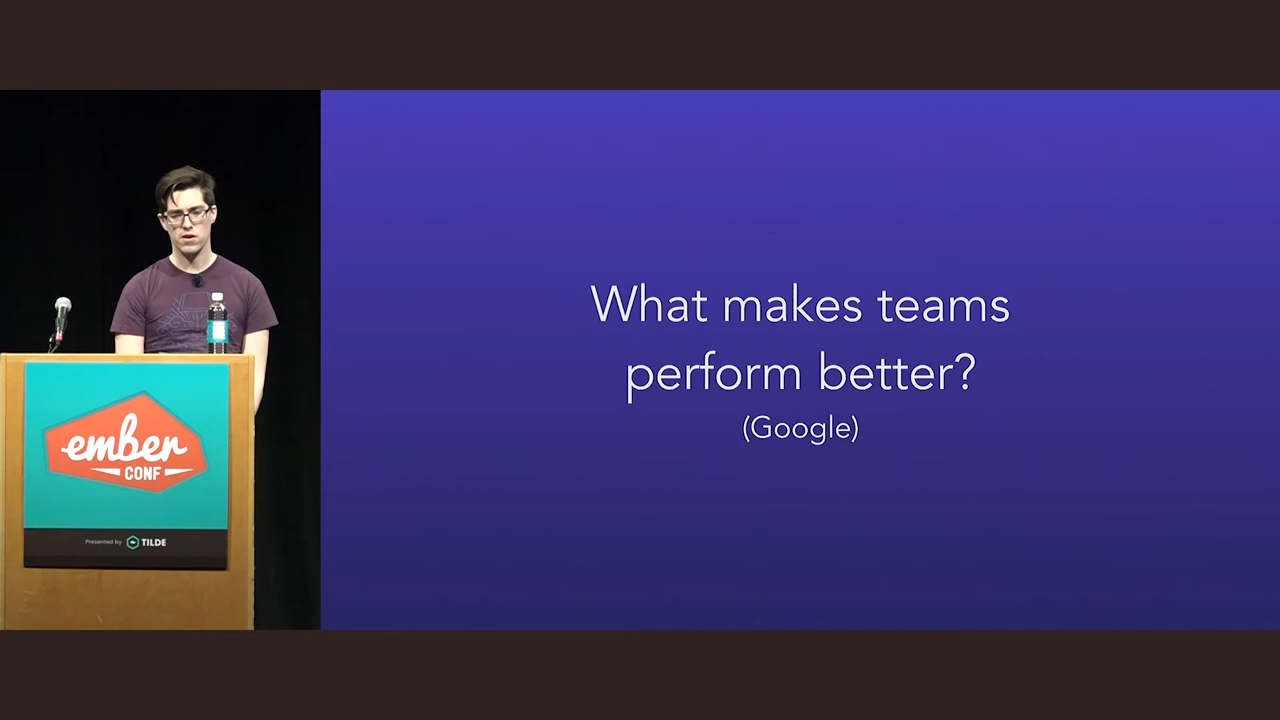 What makes teams
perform better?
(Google)
ember
CONF
Presented by TILDE